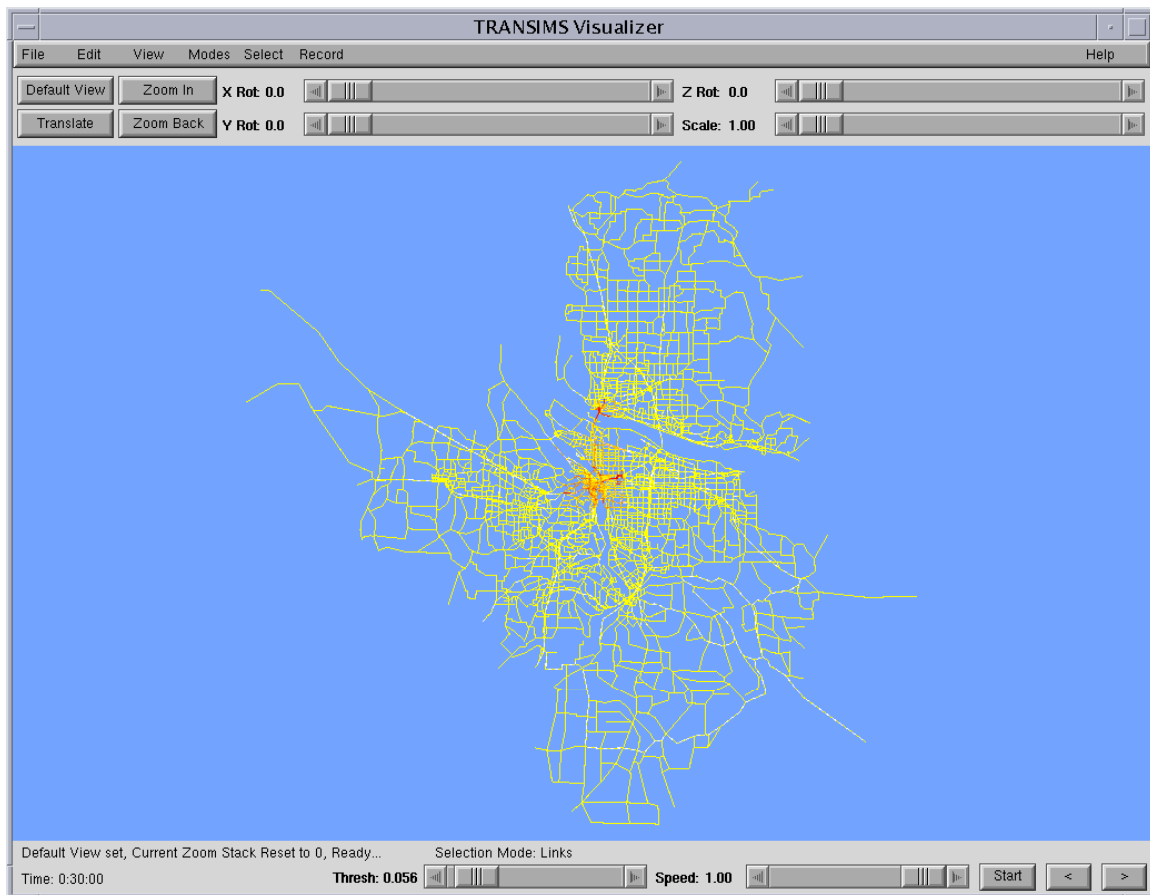 TRANSIMS Visualizer
File Edit View Modes Select Record Help
Default View Zoom In X Rot: 0.0 Z Rot: 0.0
Translate Zoom Back Y Rot: 0.0 Scale: 1.00
Default View set, Current Zoom Stack Reset to 0, Ready... Selection Mode: Links
Time: 0:30:00 Thresh: 0.056 Speed: 1.00 Start < >